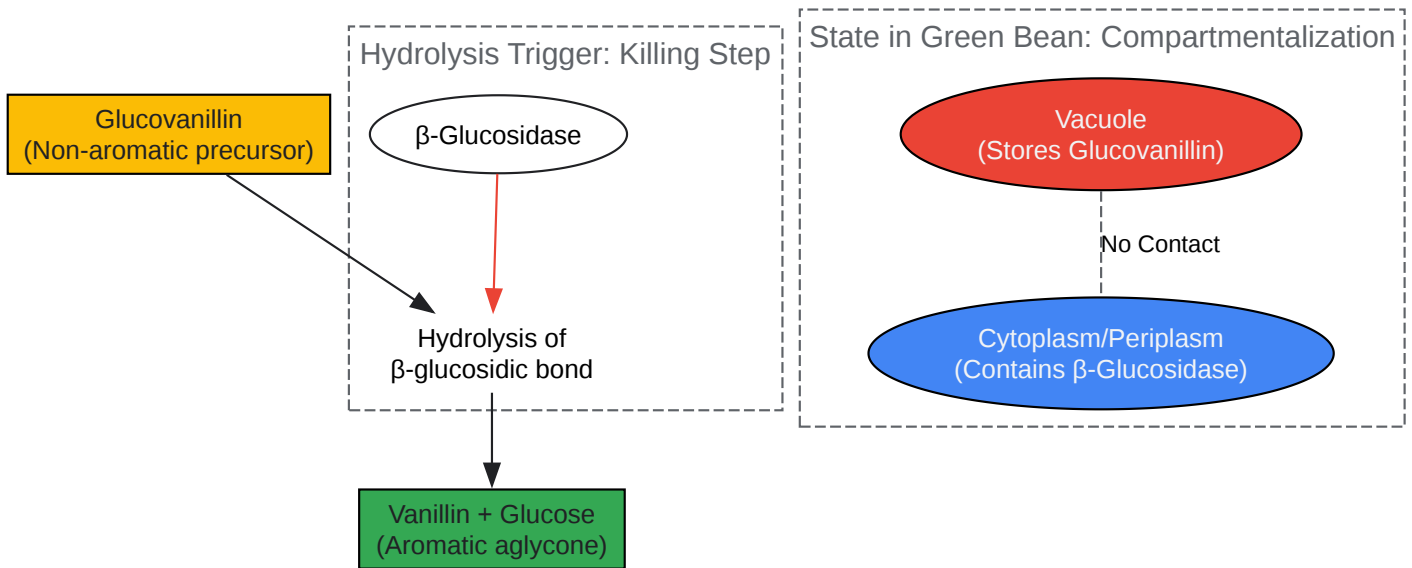 Hydrolysis Trigger: Killing Step
Glucovanillin
(Non-aromatic precursor)
β-Glucosidase
Hydrolysis of
β-glucosidic bond
Vanillin + Glucose
(Aromatic aglycone)
State in Green Bean: Compartmentalization
Vacuole
(Stores Glucovanillin)
No Contact
Cytoplasm/Periplasm
(Contains β-Glucosidase)